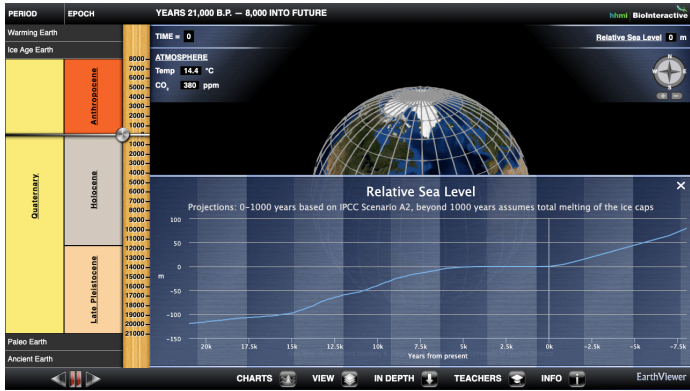 PERIOD EPOCH YEARS 21,000 B.P. — 8,000 INTO FUTURE hhmi BioInteractive
Warming Earth
Ice Age Earth
TIME = 0 Relative Sea Level 0 m
ATMOSPHERE
Temp 14.4 °C
CO₂ 380 ppm
N
W E
S
Quaternary
Anthropocene
Holocene
Late Pleistocene
8000
7000
6000
5000
4000
3000
2000
1000
1000
2000
3000
4000
5000
6000
7000
8000
9000
10000
11000
12000
13000
14000
15000
16000
17000
18000
19000
20000
21000
Paleo Earth
Ancient Earth
Relative Sea Level
Projections: 0-1000 years based on IPCC Scenario A2, beyond 1000 years assumes total melting of the ice caps
100
50
0
-50
-100
-150
m
20k 17.5k 15k 12.5k 10k 7.5k 5k 2.5k 0k -2.5k -5k -7.5k
Years from present
CHARTS VIEW IN DEPTH TEACHERS INFO i EarthViewer